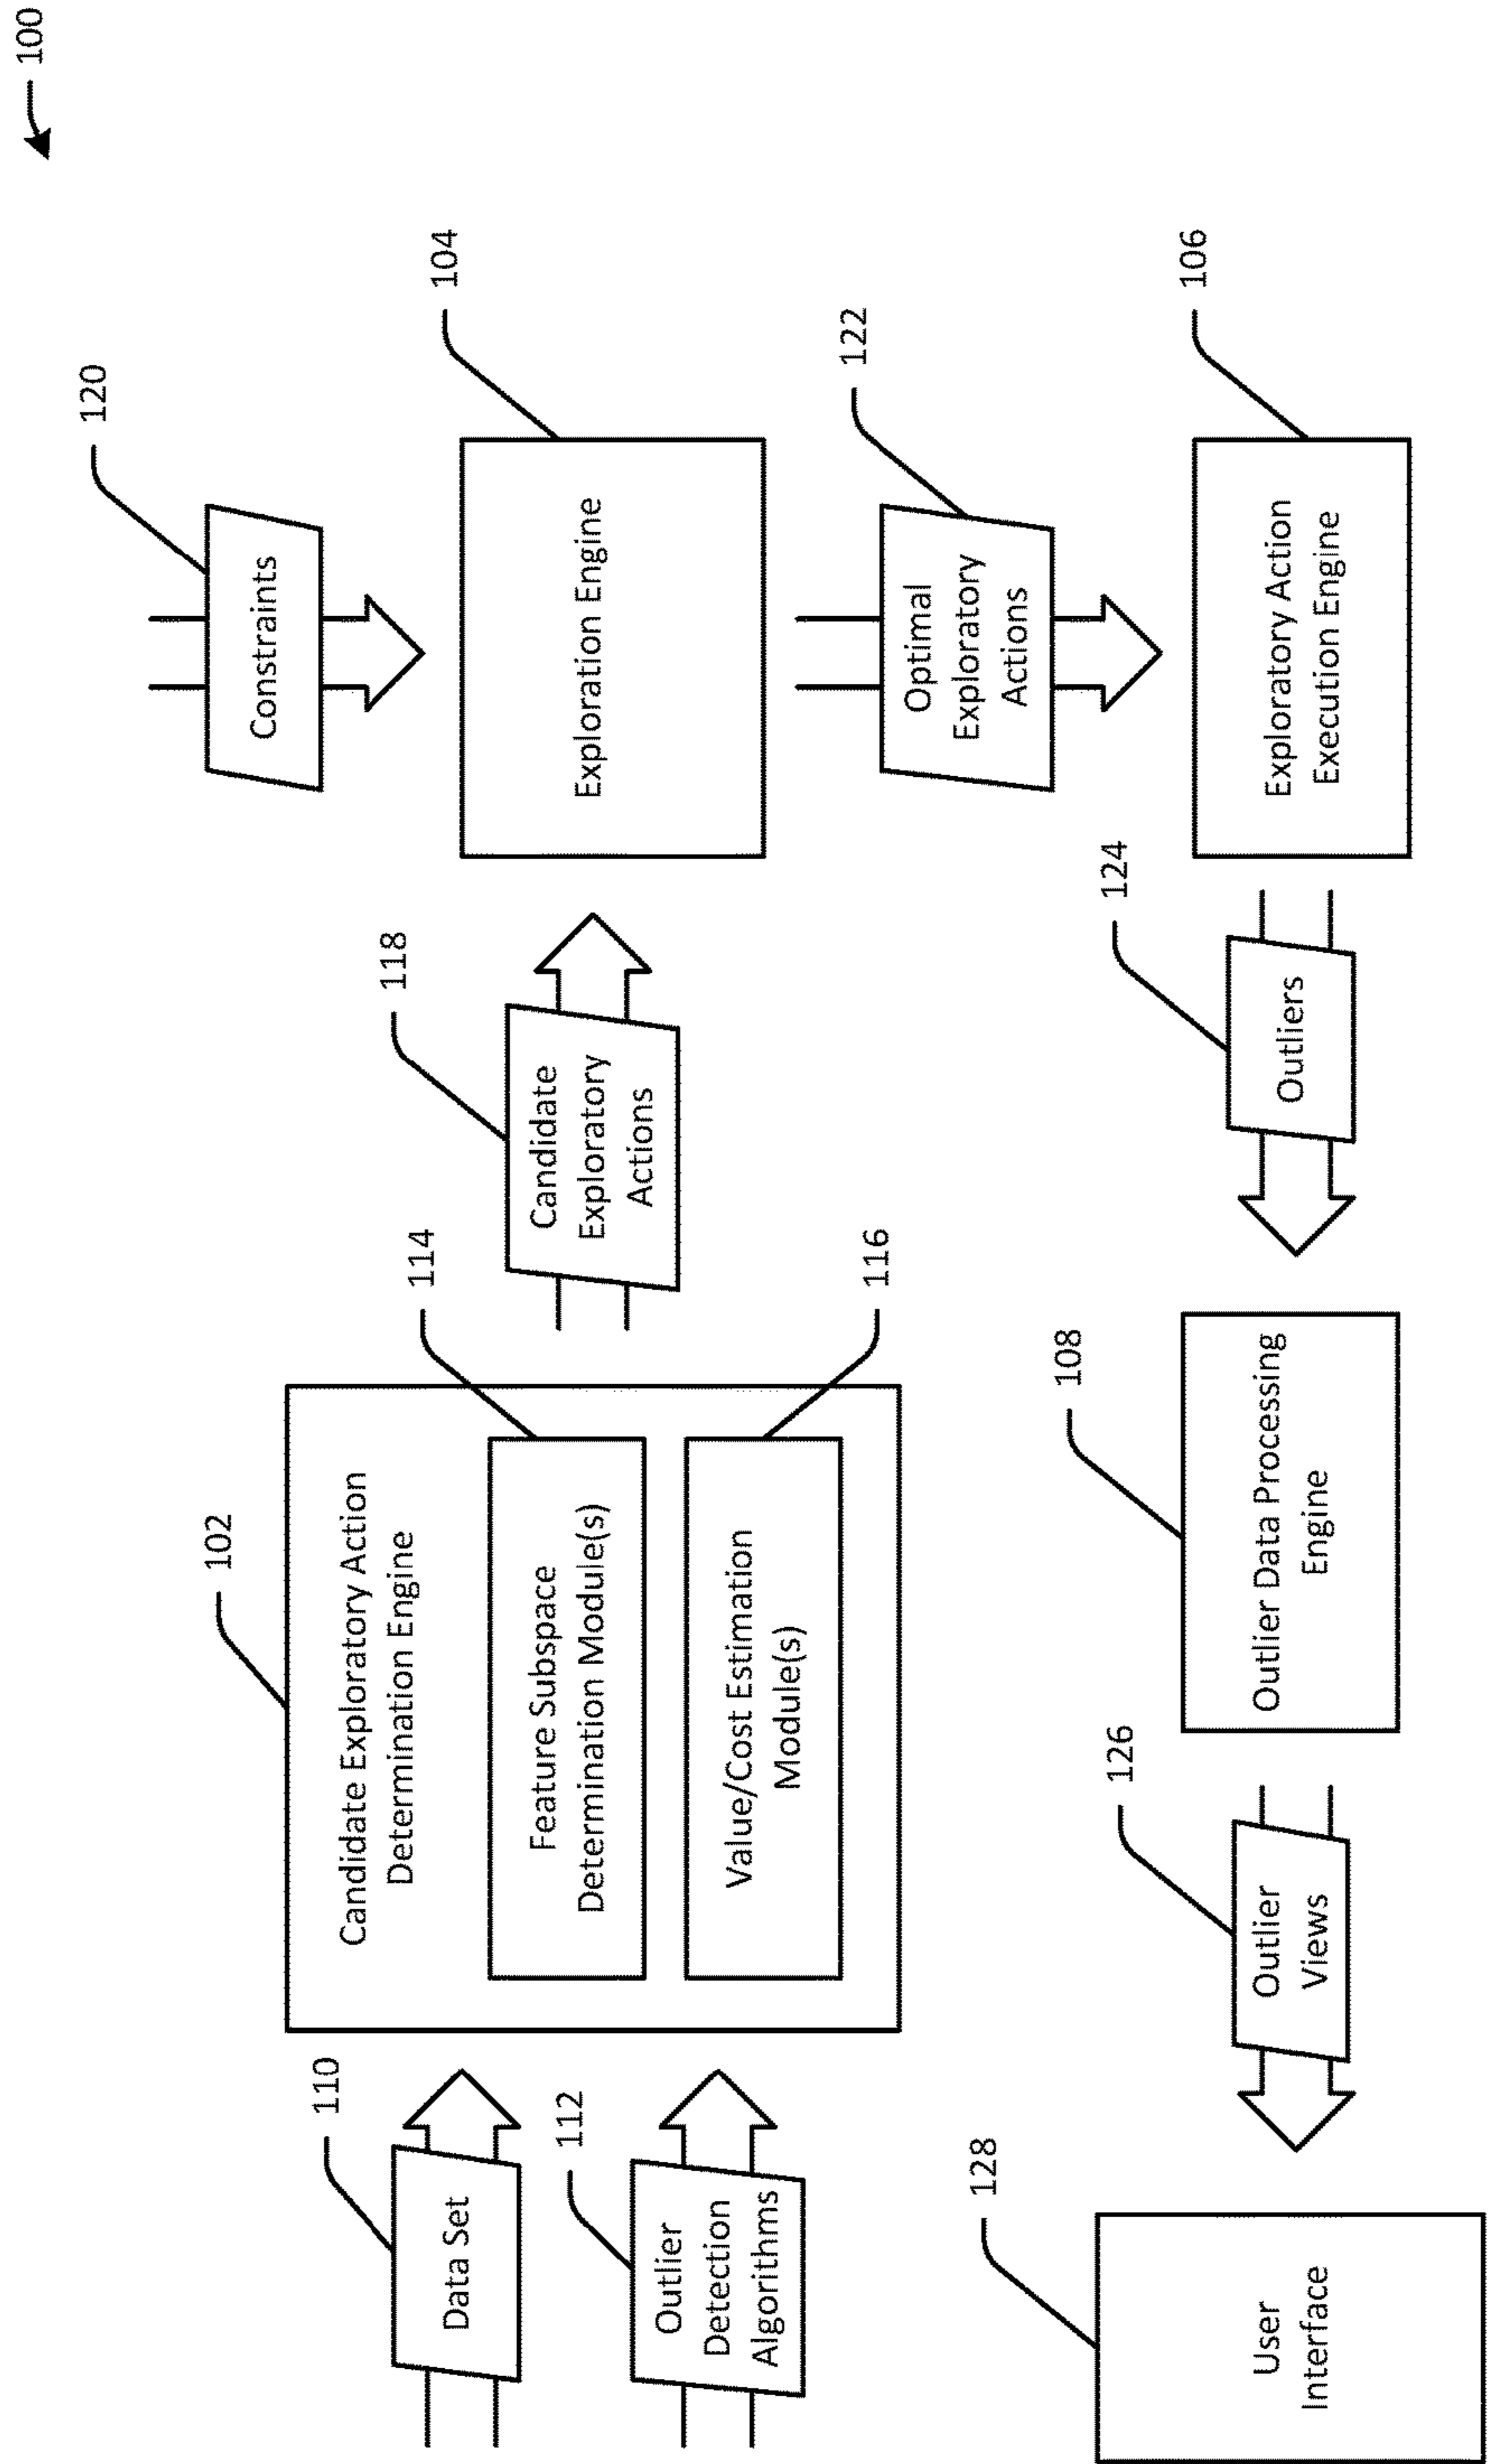 100
120
Constraints
104
Exploration Engine
118
Candidate
Exploratory
Actions
102
Candidate Exploratory Action
Determination Engine
114
Feature Subspace
Determination Module(s)
116
Value/Cost Estimation
Module(s)
110
Data Set
112
Outlier
Detection
Algorithms
122
Optimal
Exploratory
Actions
106
Exploratory Action
Execution Engine
124
Outliers
108
Outlier Data Processing
Engine
126
Outlier
Views
128
User
Interface